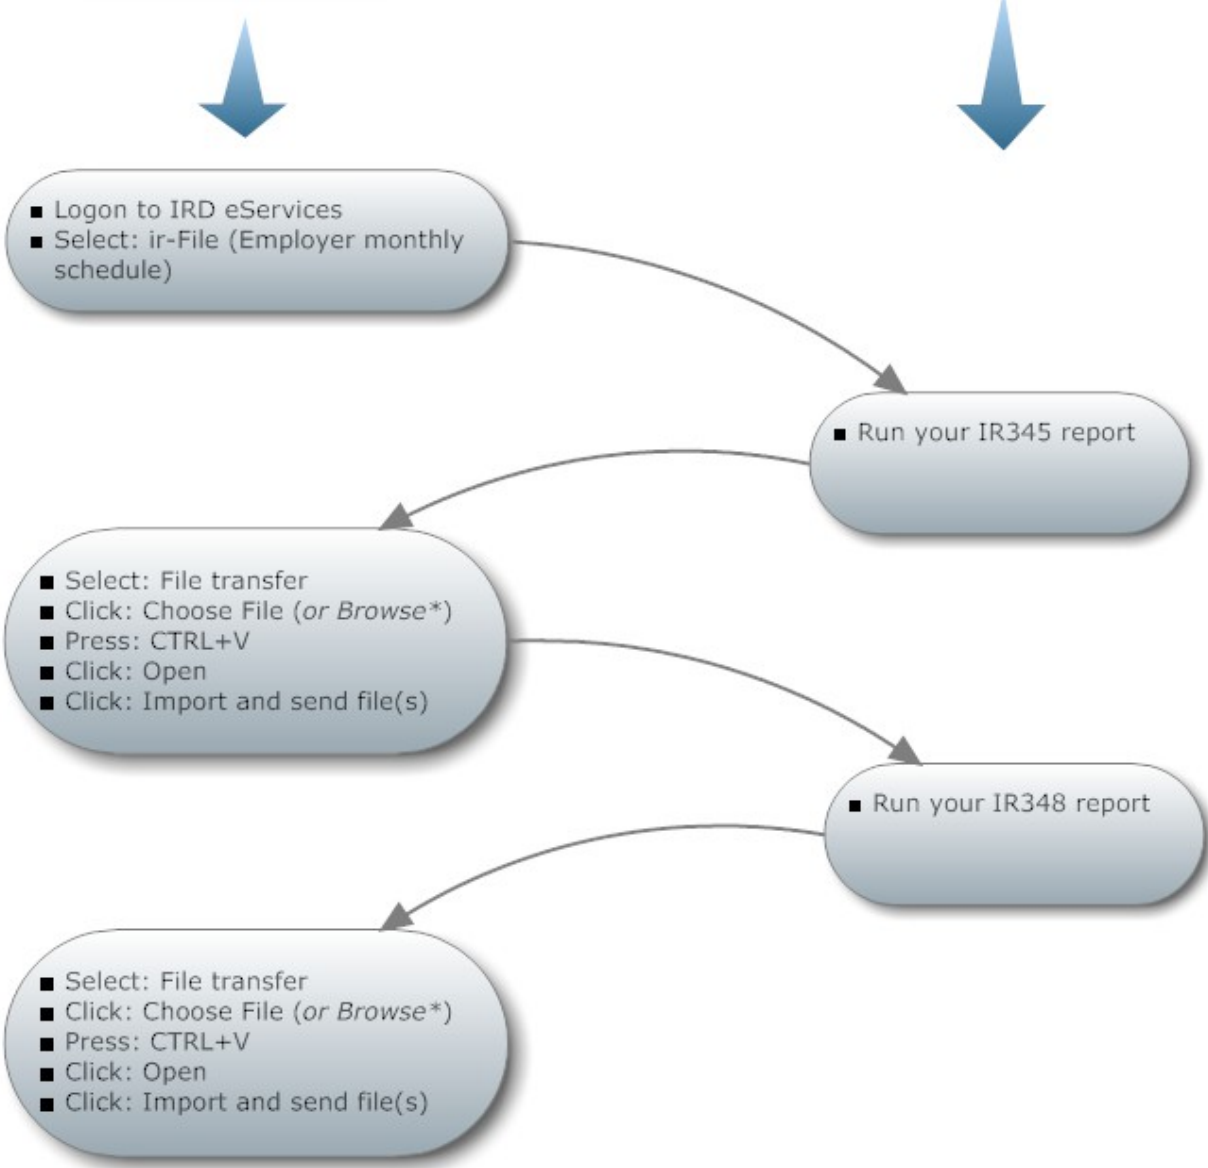 ■ Logon to IRD eServices
■ Select: ir-File (Employer monthly
schedule)
■ Run your IR345 report
■ Select: File transfer
■ Click: Choose File (or Browse*)
■ Press: CTRL+V
■ Click: Open
■ Click: Import and send file(s)
■ Run your IR348 report
■ Select: File transfer
■ Click: Choose File (or Browse*)
■ Press: CTRL+V
■ Click: Open
■ Click: Import and send file(s)